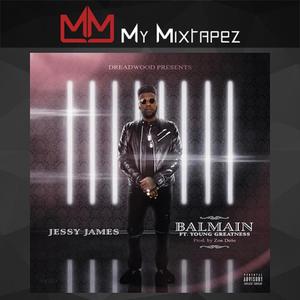 MM My Mixtapez
DREADWOOD PRESENTS
JESSY JAMES
BALMAIN
FT. YOUNG GREATNESS
Prod. by Zoe Dolo
PARENTAL
ADVISORY
EXPLICIT CONTENT